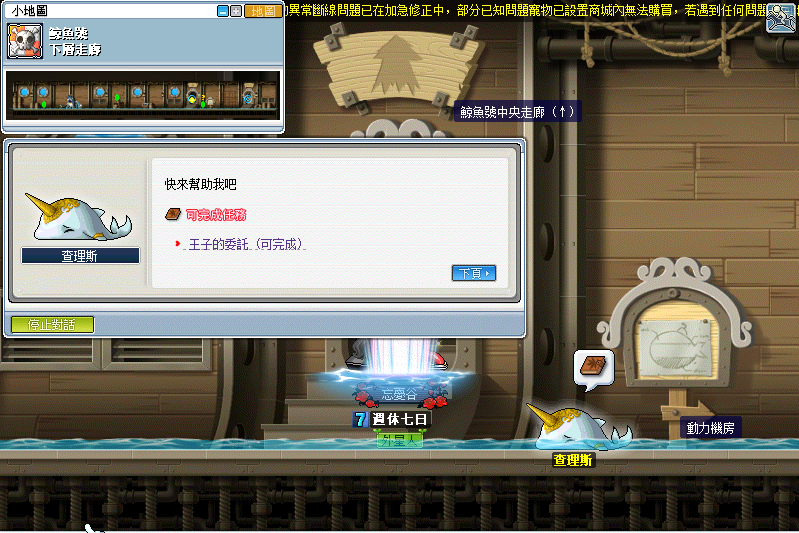 小地圖
地圖
異常斷線問題已在加急修正中，部分已知問題寵物已設置商城內無法購買，若遇到任何問題
鯨魚號
下層走廊
鯨魚號中央走廊（↑）
快來幫助我吧
可完成任務
王子的委託 (可完成)
查理斯
下頁
停止對話
忘憂谷
7 週休七日
外星人
動力機房
查理斯